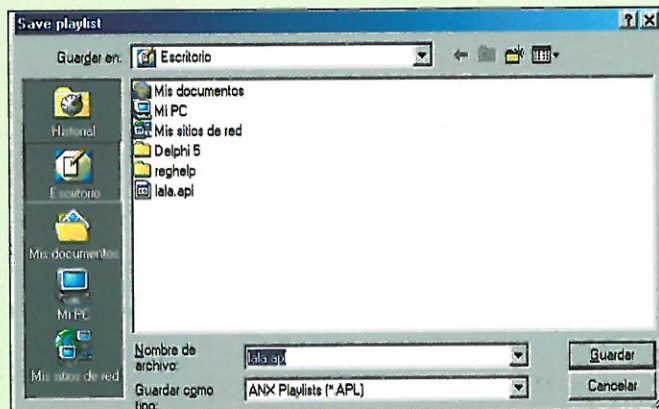 Save playlist
Guardar en:
Escritorio
Historial
Escritorio
Mis documentos
Mi PC
Mis sitios de red
Mis documentos
Mi PC
Mis sitios de red
Delphi 5
reghelp
lala.apl
Nombre de
archivo:
lala.apl
Guardar
Guardar como
tipo:
ANX Playlists (*.APL)
Cancelar